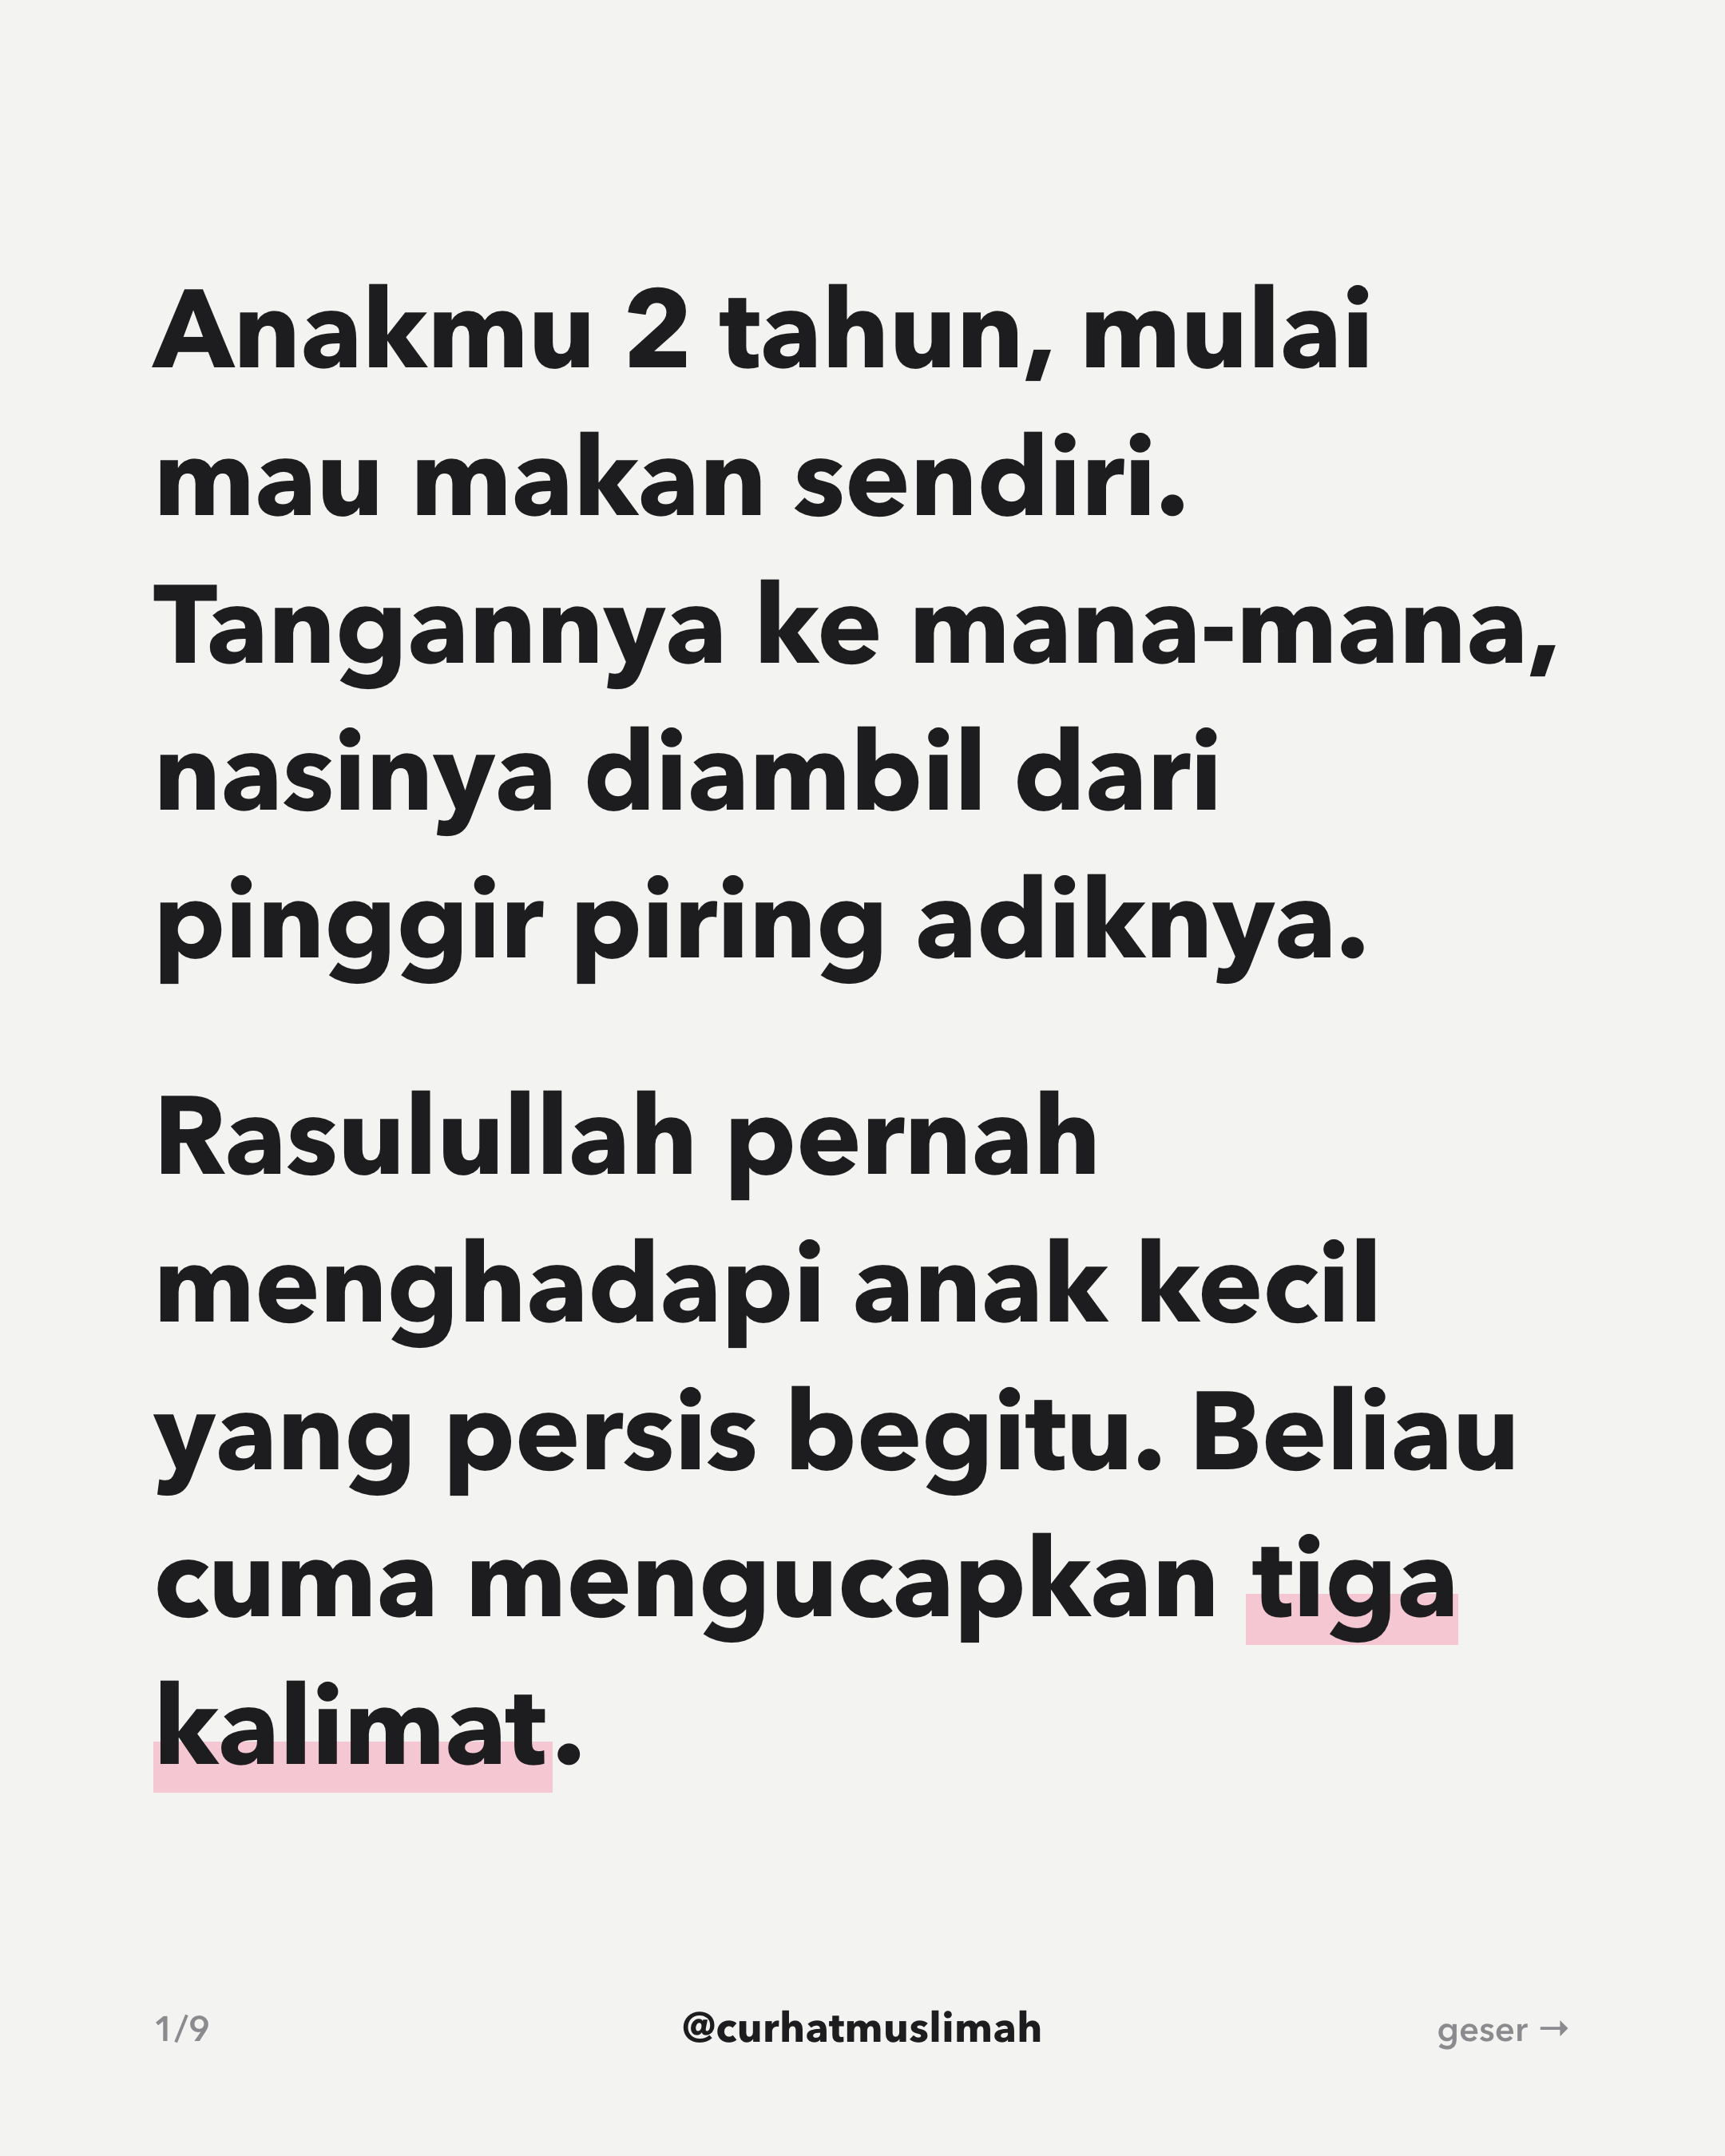 Anakmu 2 tahun, mulai
mau makan sendiri.
Tangannya ke mana-mana,
nasinya diambil dari
pinggir piring adiknya.
Rasulullah pernah
menghadapi anak kecil
yang persis begitu. Beliau
cuma mengucapkan tiga
kalimat.
1/9
@curhatmuslimah
geser →